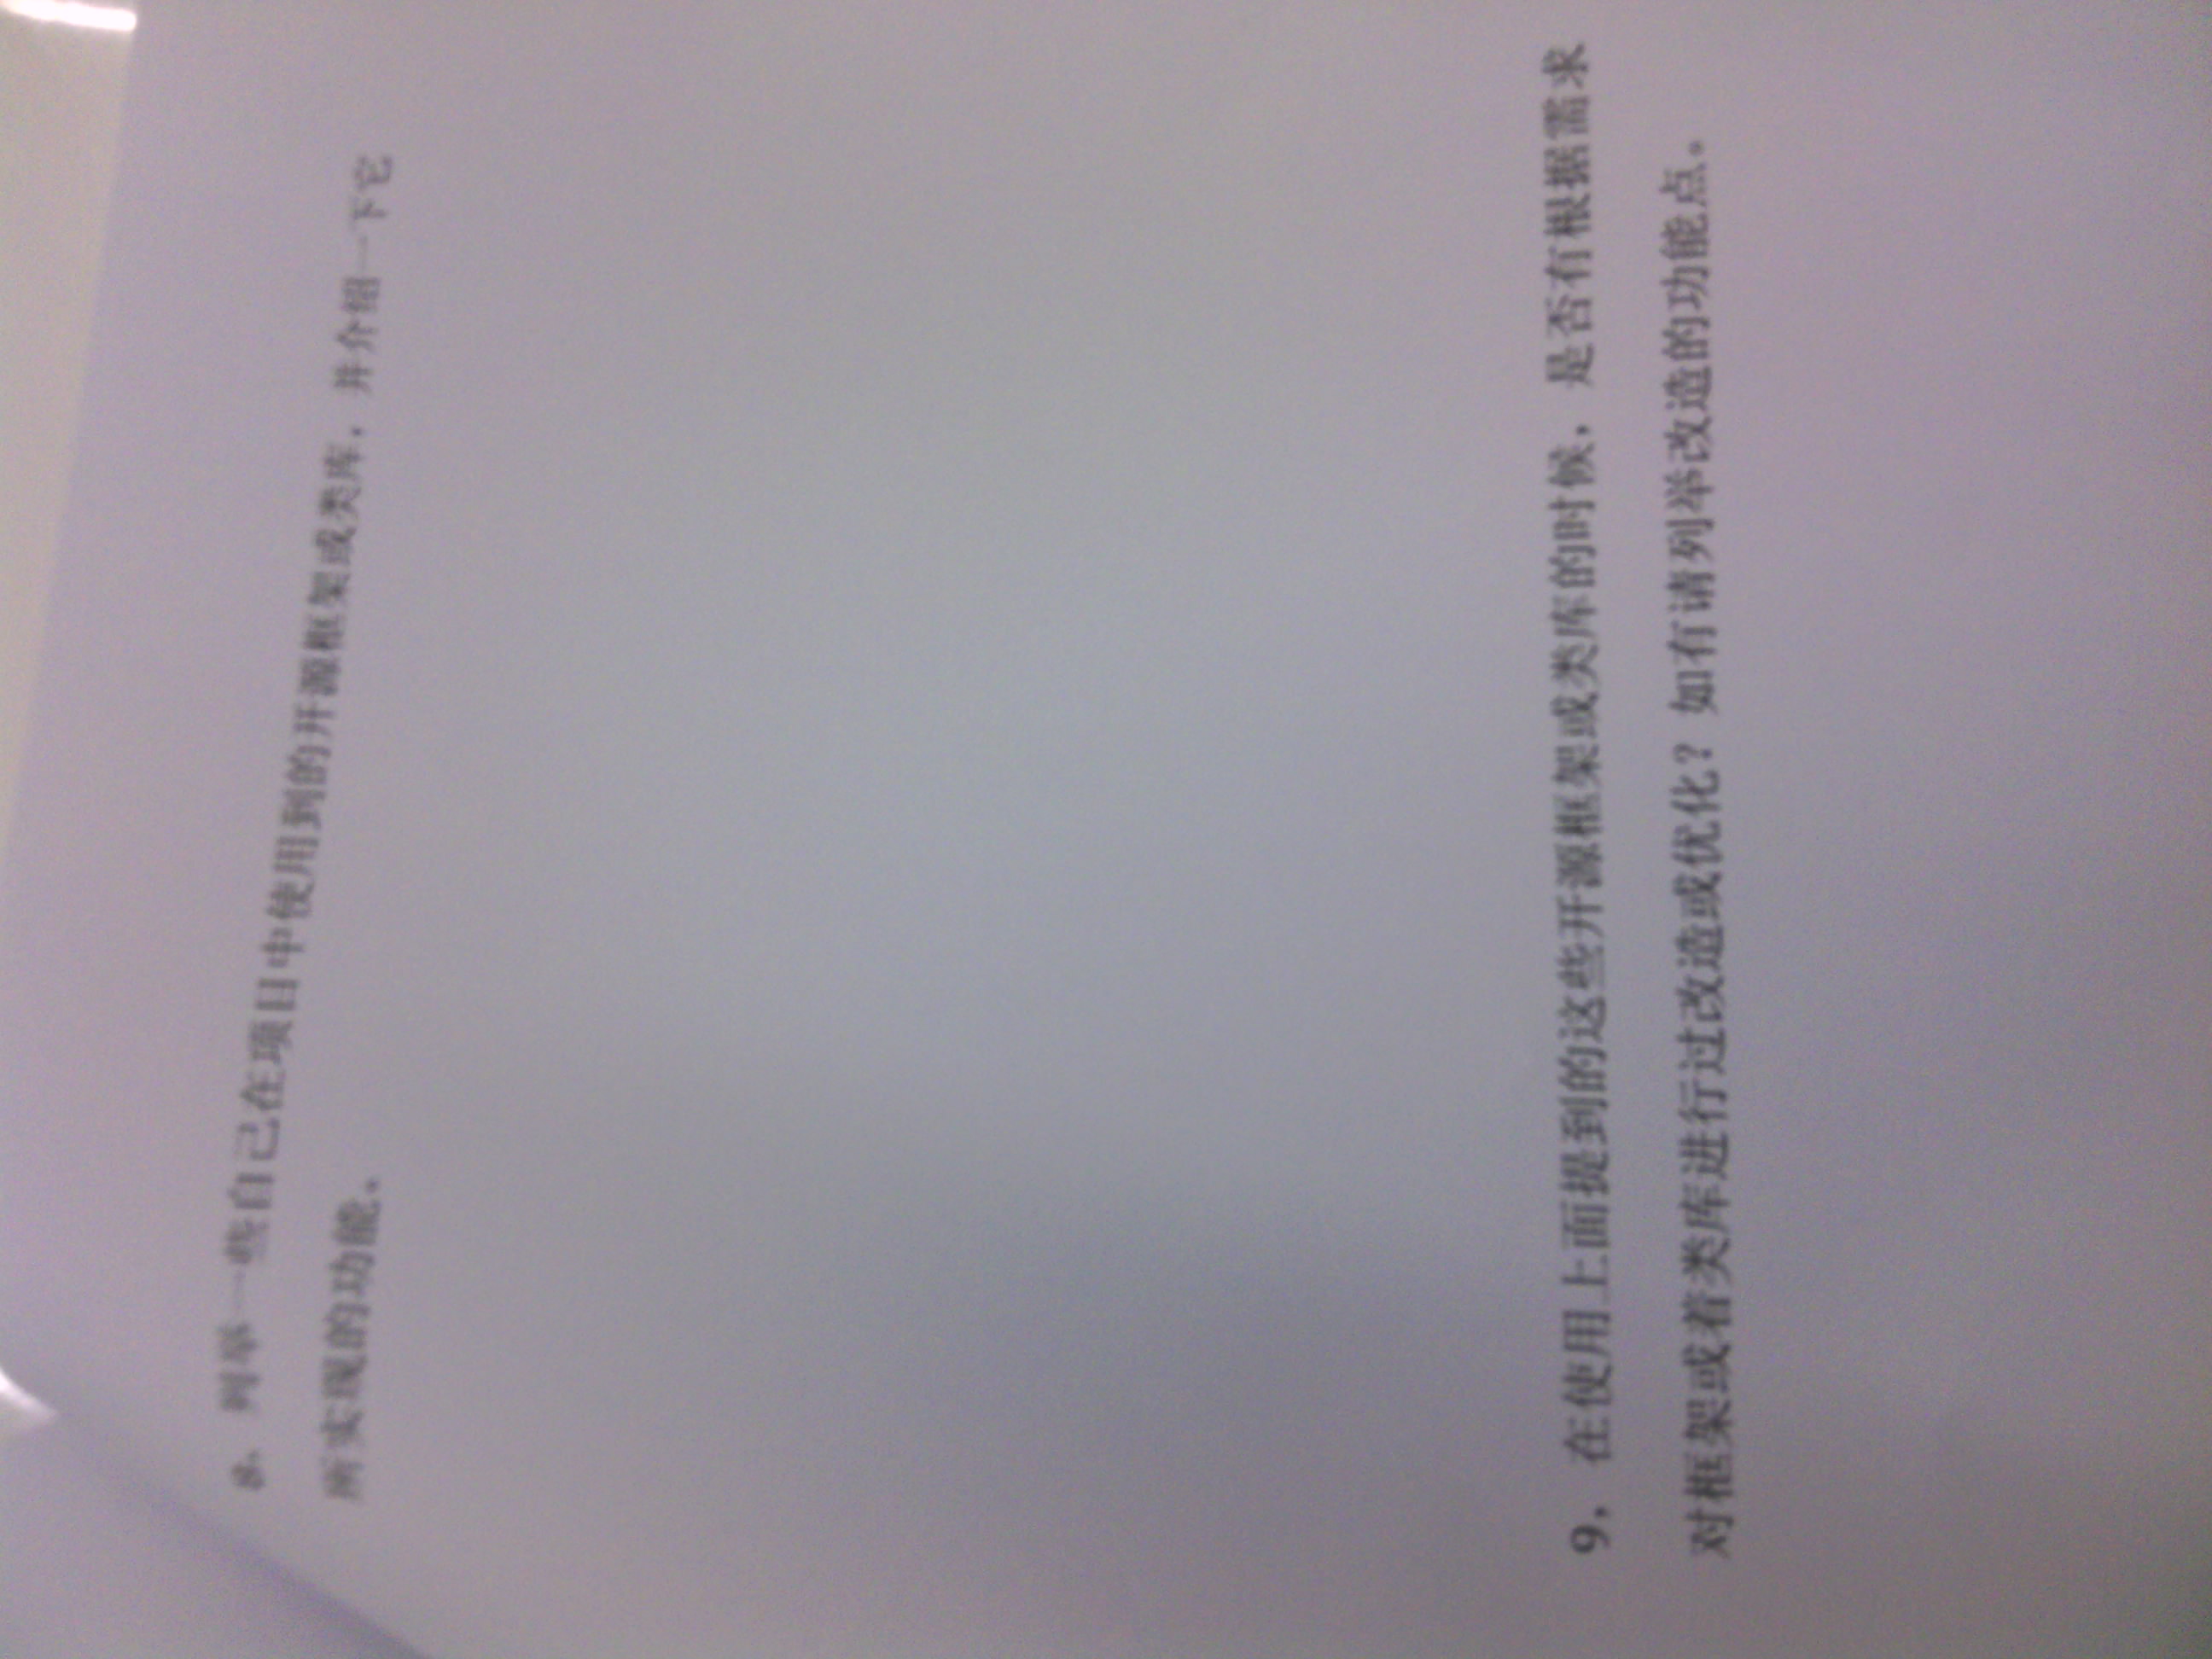 8. 列举一些自己在项目中使用到的开源框架或类库，并介绍一下它
所实现的功能。
9. 在使用上面提到的这些开源框架或类库的时候，是否有根据需求
对框架或着类库进行过改造或优化？如有请列举改造的功能点。